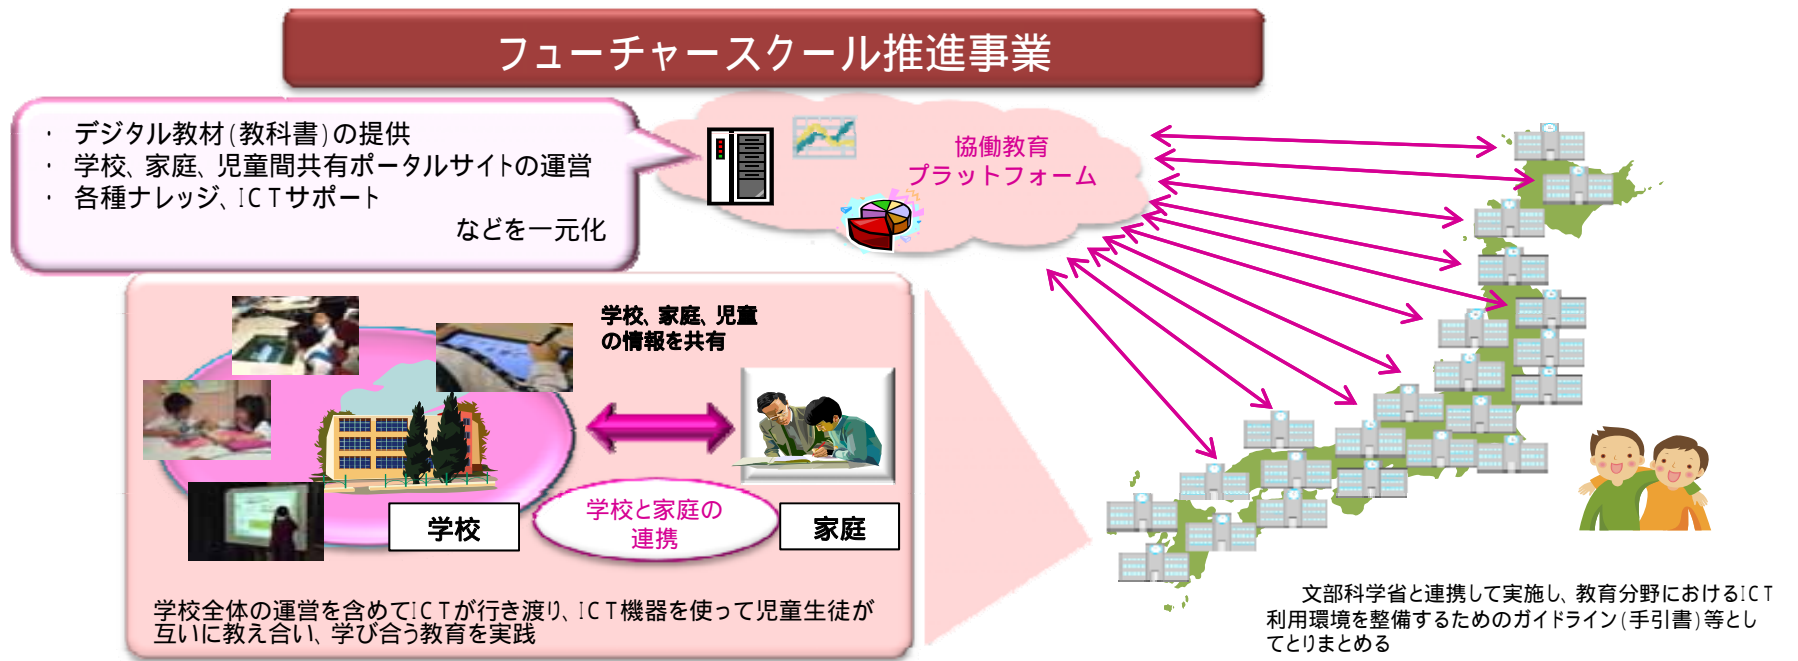 フューチャースクール推進事業
・ デジタル教材(教科書)の提供
・ 学校、家庭、児童間共有ポータルサイトの運営
・ 各種ナレッジ、ICTサポート
などを一元化
協働教育
プラットフォーム
学校、家庭、児童
の情報を共有
学校
学校と家庭の
連携
家庭
学校全体の運営を含めてICTが行き渡り、ICT機器を使って児童生徒が
互いに教え合い、学び合う教育を実践
文部科学省と連携して実施し、教育分野におけるICT
利用環境を整備するためのガイドライン(手引書)等とし
てとりまとめる